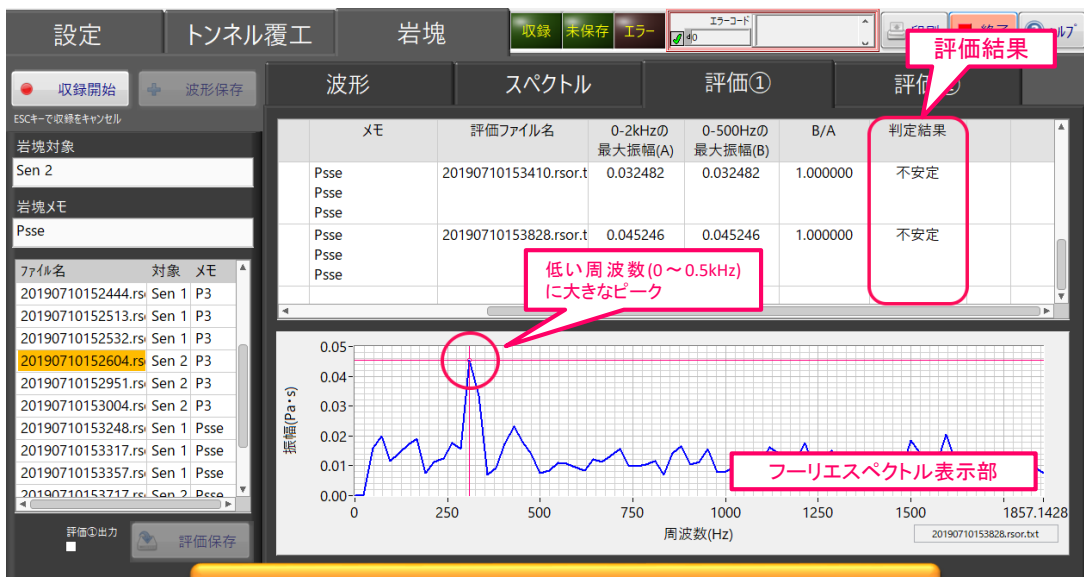 設定
トンネル覆工
岩塊
収録
未保存
エラー
エラーコード
d0
評価結果
収録開始
波形保存
波形
スペクトル
評価①
ESCキーで収録をキャンセル
岩塊対象
Sen 2
岩塊メモ
Psse
ファイル名 対象 メモ
20190710152444.rs Sen 1 P3
20190710152513.rs Sen 1 P3
20190710152532.rs Sen 1 P3
20190710152604.rs Sen 2 P3
20190710152951.rs Sen 2 P3
20190710153004.rs Sen 2 P3
20190710153248.rs Sen 1 Psse
20190710153317.rs Sen 1 Psse
20190710153357.rs Sen 1 Psse
20190710153717.rs Sen 2 Psse
評価①出力
評価保存
メモ 評価ファイル名 0-2kHzの 0-500Hzの B/A 判定結果
最大振幅(A) 最大振幅(B)
Psse 20190710153410.rsor.t 0.032482 0.032482 1.000000 不安定
Psse
Psse
Psse 20190710153828.rsor.t 0.045246 0.045246 1.000000 不安定
Psse
Psse
低い周波数(0～0.5kHz)
に大きなピーク
0.05
0.04
0.03
0.02
0.01
0.00
振幅(Pa・s)
フーリエスペクトル表示部
0 250 500 750 1000 1250 1500 1857.1428
周波数(Hz)
20190710153828.rsor.txt